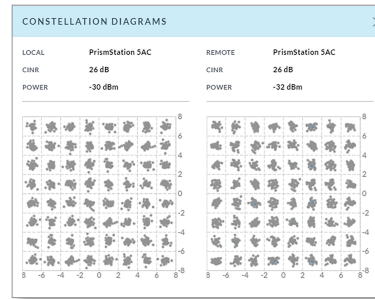 CONSTELLATION DIAGRAMS
LOCAL PrismStation 5AC REMOTE PrismStation 5AC
CINR 26 dB CINR 26 dB
POWER -30 dBm POWER -32 dBm
8 8
6 6
4 4
2 2
0 0
-2 -2
-4 -4
-6 -6
-8 -8
8 -6 -4 -2 0 2 4 6 8 -6 -4 -2 0 2 4 6 8